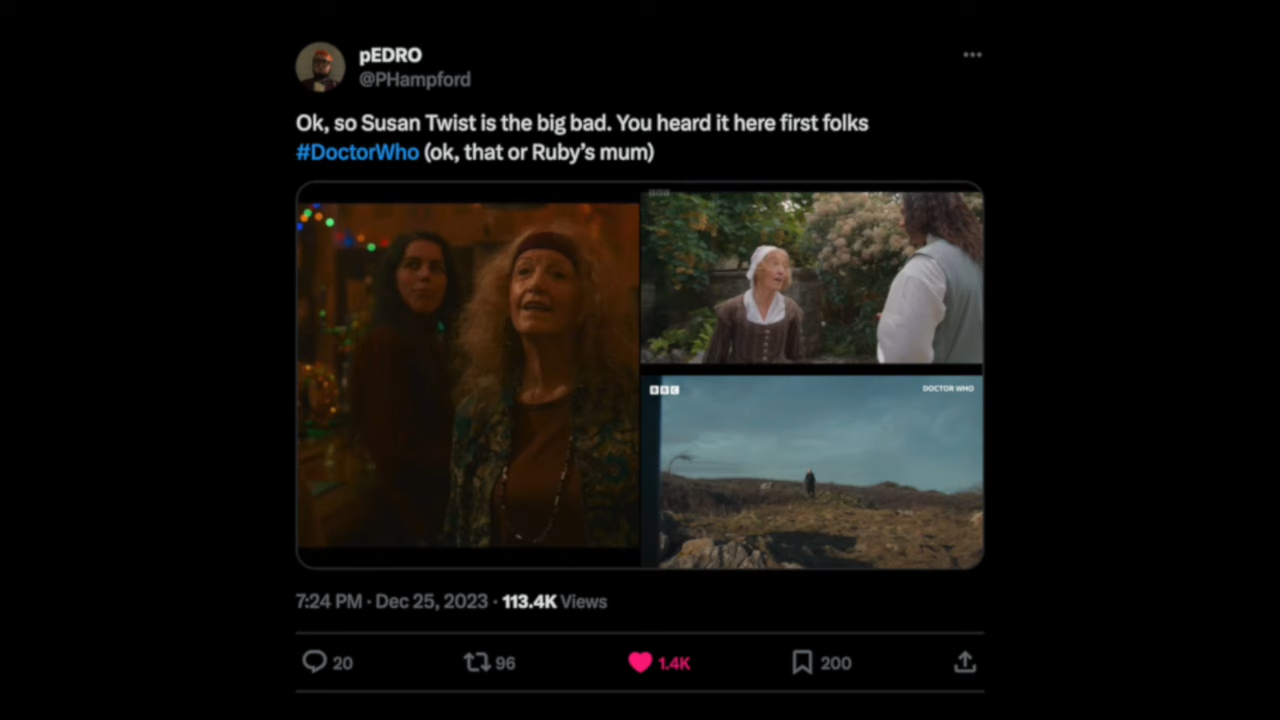 pEDRO
@PHampford
Ok, so Susan Twist is the big bad. You heard it here first folks
#DoctorWho (ok, that or Ruby's mum)
BBC
BBC
DOCTOR WHO
7:24 PM · Dec 25, 2023 · 113.4K Views
20
96
1.4K
200